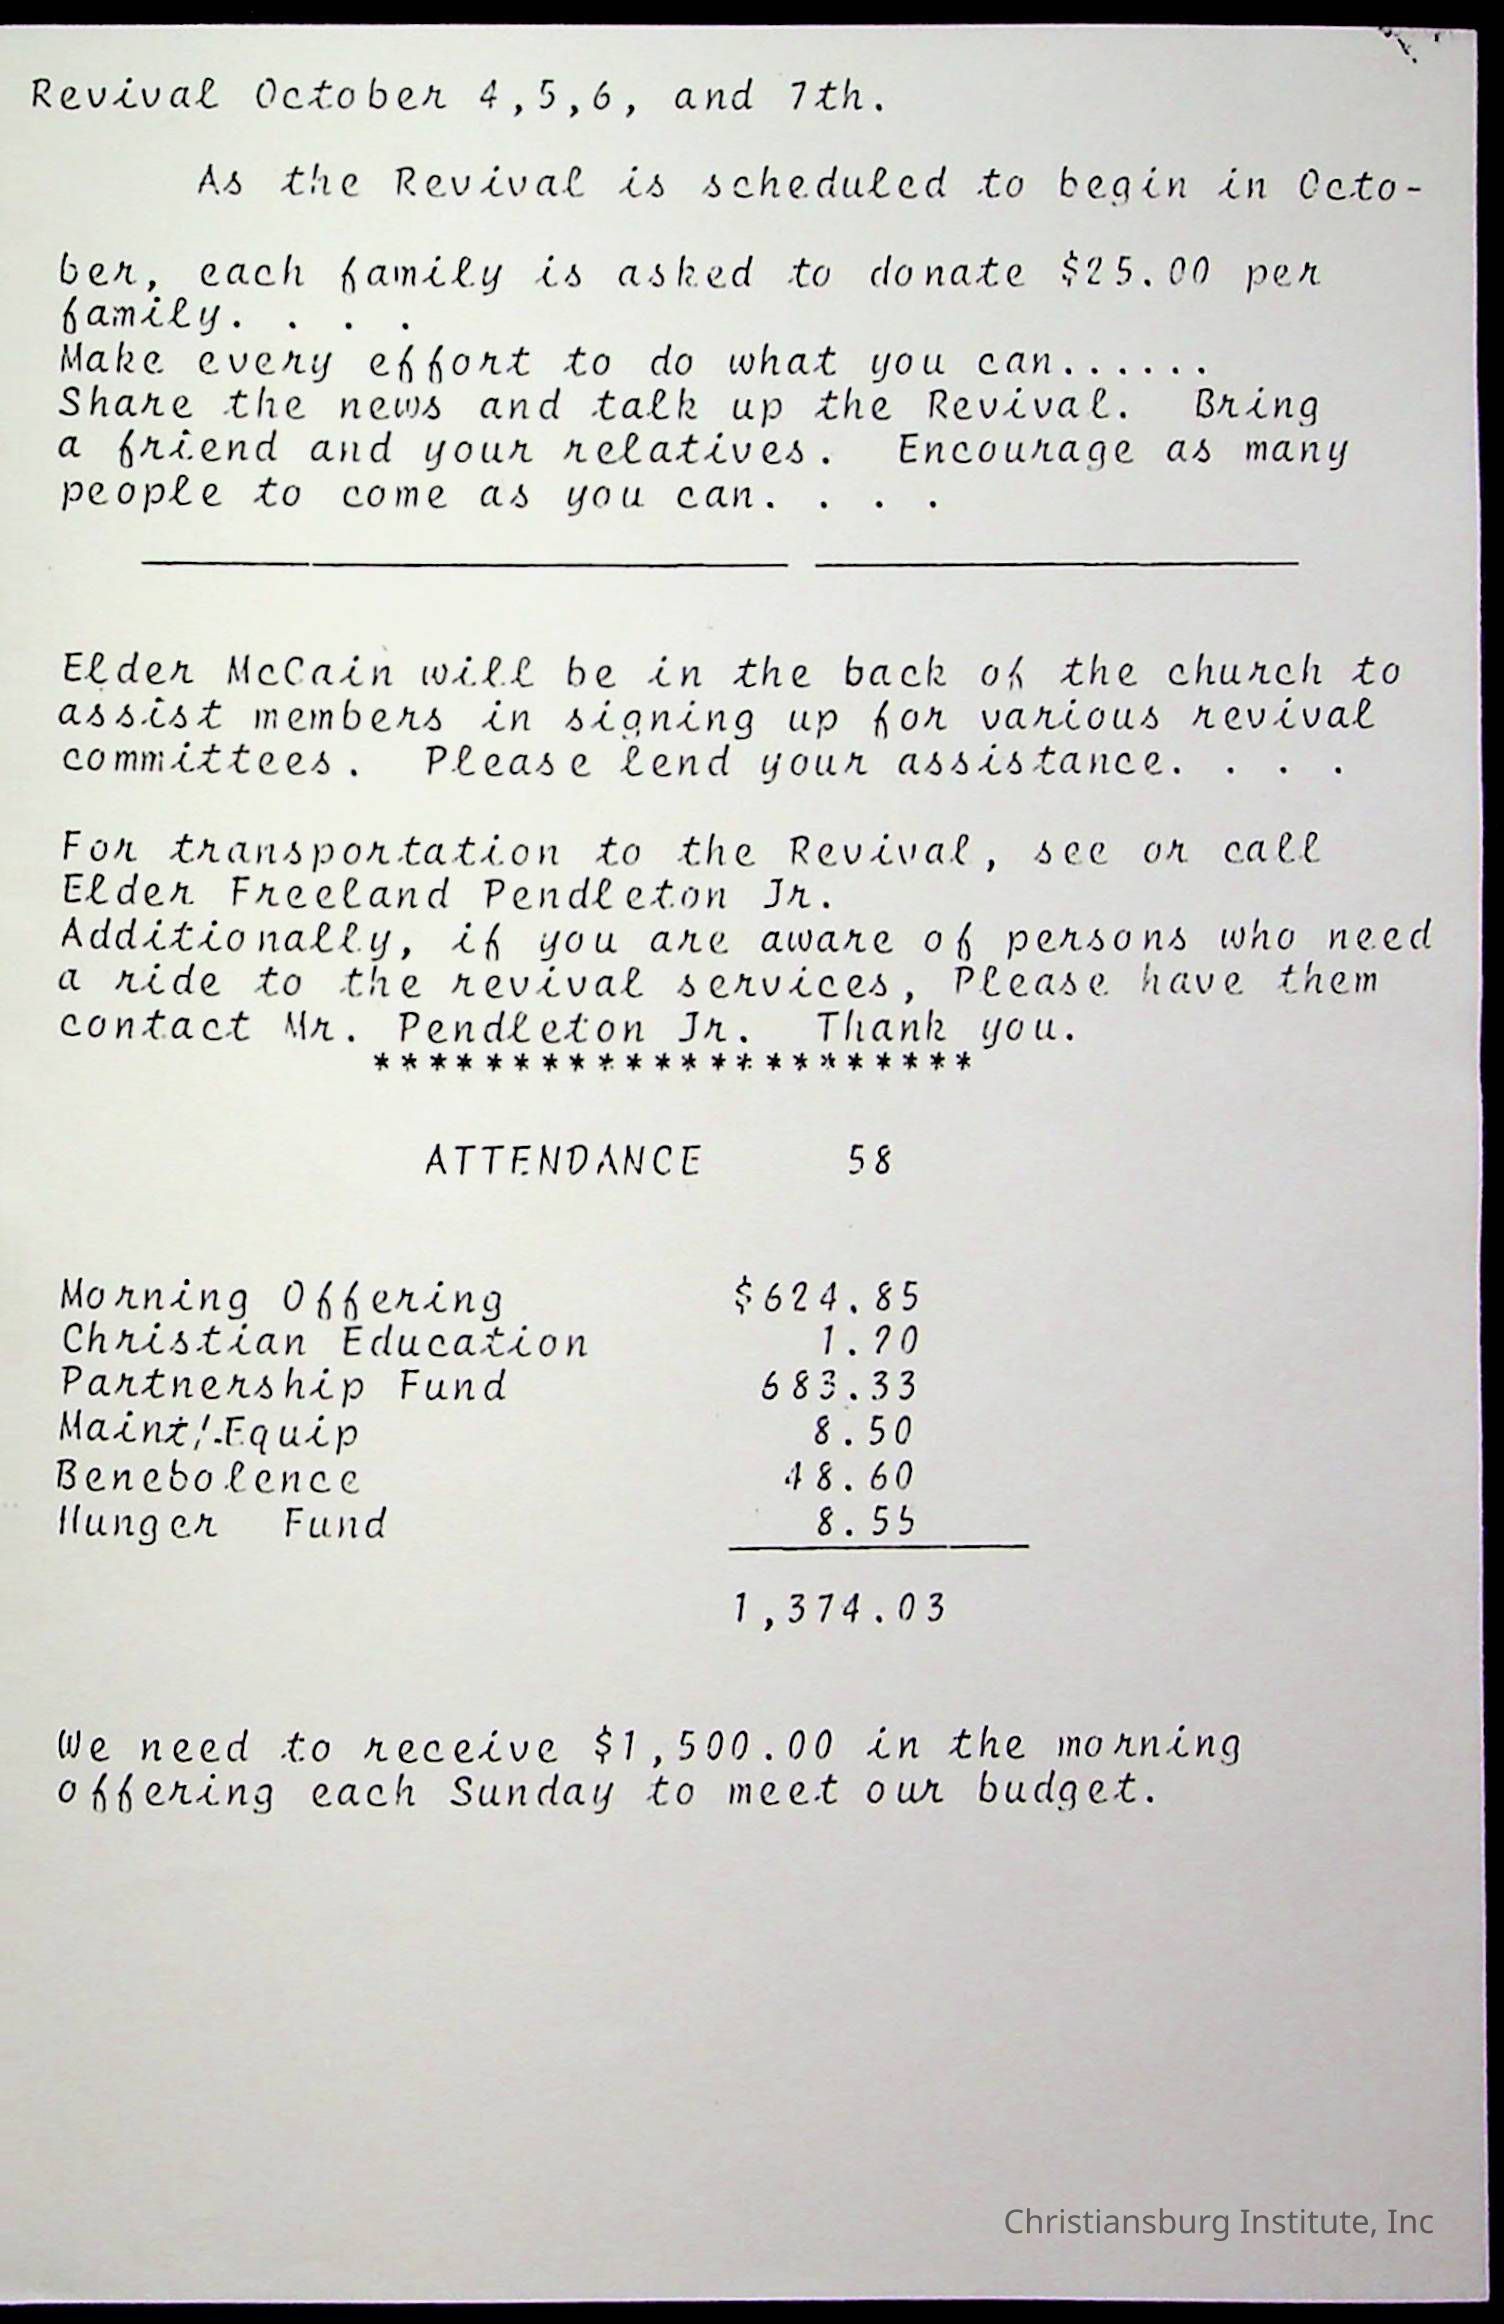 Revival October 4,5,6, and 7th.
As the Revival is scheduled to begin in Octo-
ber, each family is asked to donate $25.00 per
family. . . .
Make every effort to do what you can......
Share the news and talk up the Revival.  Bring
a friend and your relatives.  Encourage as many
people to come as you can. . . .
Elder McCain will be in the back of the church to
assist members in signing up for various revival
committees.  Please lend your assistance. . . .
For transportation to the Revival, see or call
Elder Freeland Pendleton Jr.
Additionally, if you are aware of persons who need
a ride to the revival services, Please have them
contact Mr. Pendleton Jr.  Thank you.
**********************
ATTENDANCE 58
Morning Offering $624.85
Christian Education 1.20
Partnership Fund 683.33
Maint!.Equip 8.50
Benebolence 48.60
Hunger Fund 8.55
1,374.03
We need to receive $1,500.00 in the morning
offering each Sunday to meet our budget.
Christiansburg Institute, Inc